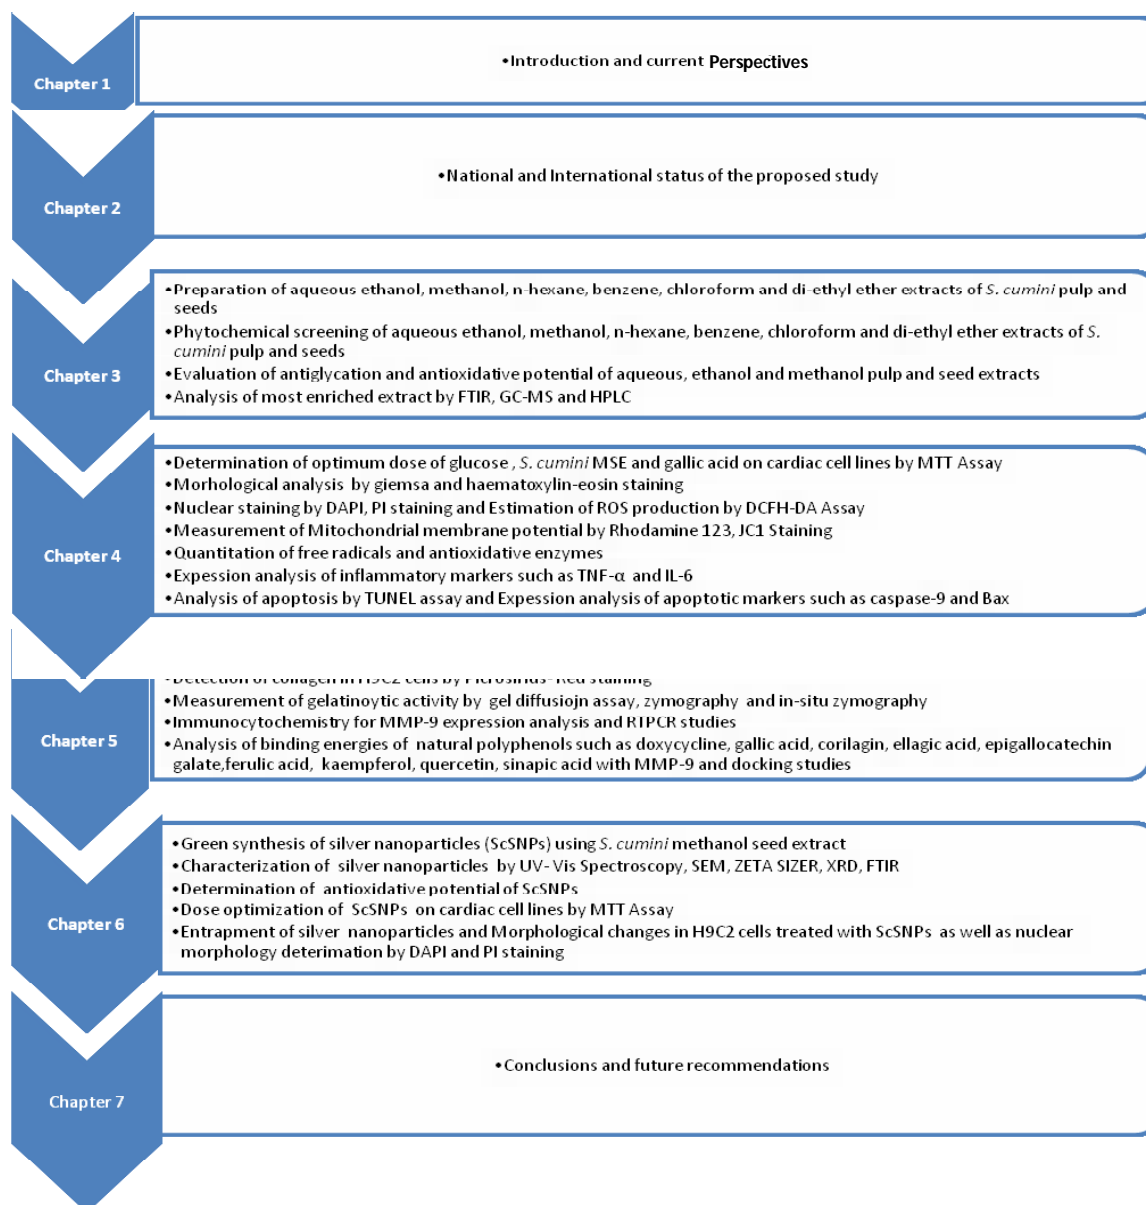 Chapter 1
•Introduction and current Perspectives
Chapter 2
•National and International status of the proposed study
Chapter 3
•Preparation of aqueous ethanol, methanol, n-hexane, benzene, chloroform and di-ethyl ether extracts of S. cumini pulp and
seeds
•Phytochemical screening of aqueous ethanol, methanol, n-hexane, benzene, chloroform and di-ethyl ether extracts of S.
cumini pulp and seeds
•Evaluation of antiglycation and antioxidative potential of aqueous, ethanol and methanol pulp and seed extracts
•Analysis of most enriched extract by FTIR, GC-MS and HPLC
Chapter 4
•Determination of optimum dose of glucose , S. cumini MSE and gallic acid on cardiac cell lines by MTT Assay
•Morhological analysis by giemsa and haematoxylin-eosin staining
•Nuclear staining by DAPI, PI staining and Estimation of ROS production by DCFH-DA Assay
•Measurement of Mitochondrial membrane potential by Rhodamine 123, JC1 Staining
•Quantitation of free radicals and antioxidative enzymes
•Expession analysis of inflammatory markers such as TNF-α and IL-6
•Analysis of apoptosis by TUNEL assay and Expession analysis of apoptotic markers such as caspase-9 and Bax
Chapter 5
•Detection of collagen in H9C2 cells by Picrosirius- Red staining
•Measurement of gelatinoytic activity by gel diffusiojn assay, zymography and in-situ zymography
•Immunocytochemistry for MMP-9 expression analysis and RTPCR studies
•Analysis of binding energies of natural polyphenols such as doxycycline, gallic acid, corilagin, ellagic acid, epigallocatechin
galate,ferulic acid, kaempferol, quercetin, sinapic acid with MMP-9 and docking studies
Chapter 6
•Green synthesis of silver nanoparticles (ScSNPs) using S. cumini methanol seed extract
•Characterization of silver nanoparticles by UV- Vis Spectroscopy, SEM, ZETA SIZER, XRD, FTIR
•Determination of antioxidative potential of ScSNPs
•Dose optimization of ScSNPs on cardiac cell lines by MTT Assay
•Entrapment of silver nanoparticles and Morphological changes in H9C2 cells treated with ScSNPs as well as nuclear
morphology deterimation by DAPI and PI staining
Chapter 7
•Conclusions and future recommendations